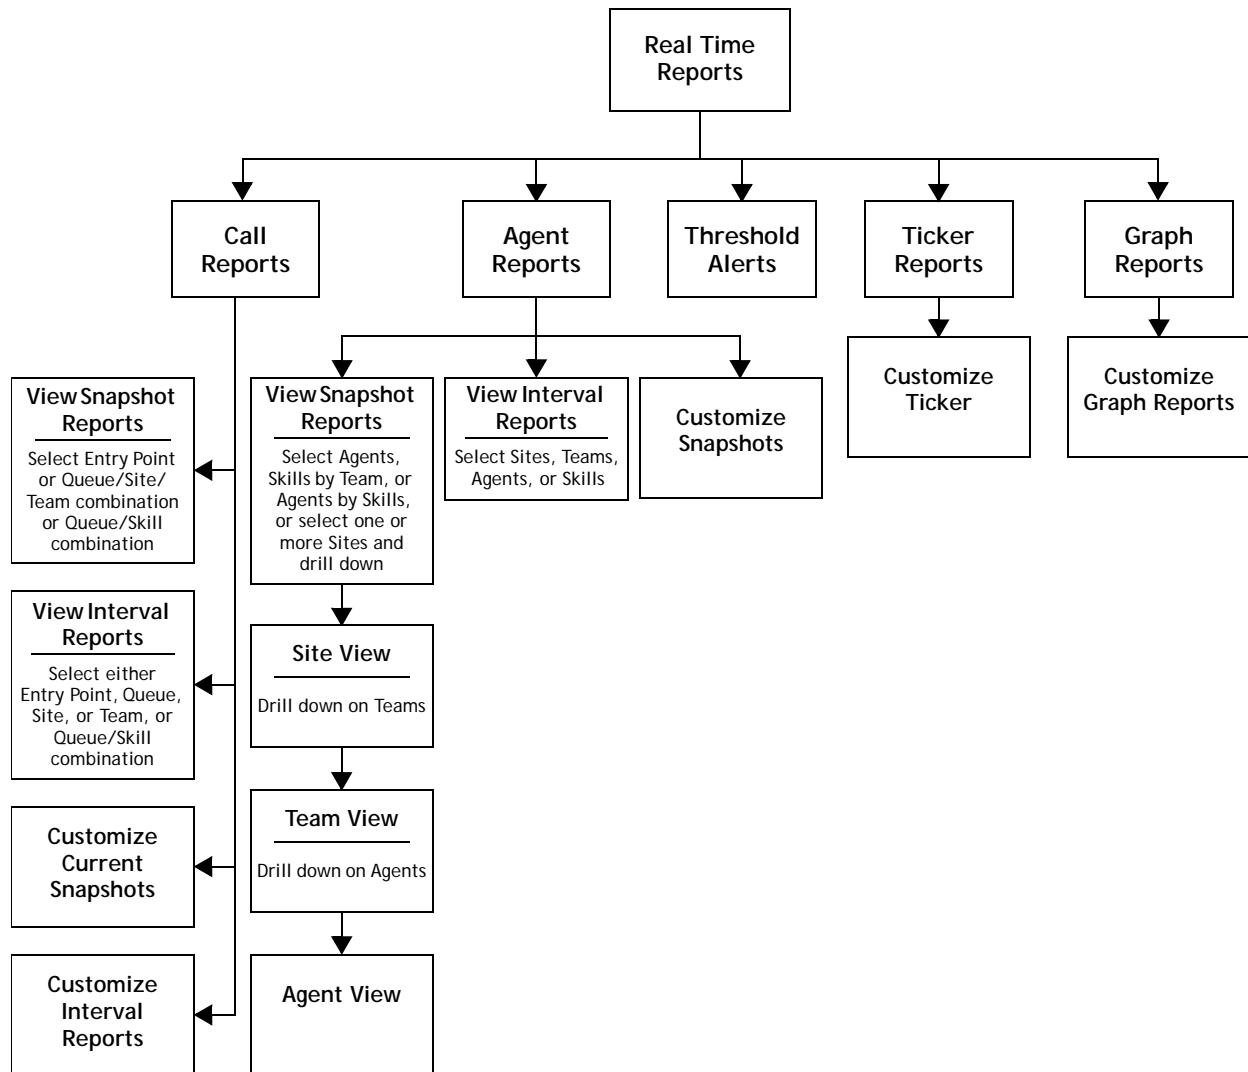 Real Time
Reports
Call
Reports
Agent
Reports
Threshold
Alerts
Ticker
Reports
Graph
Reports
View Snapshot
Reports
Select Entry Point
or Queue/Site/
Team combination
or Queue/Skill
combination
View Interval
Reports
Select either
Entry Point, Queue,
Site, or Team, or
Queue/Skill
combination
Customize
Current
Snapshots
Customize
Interval
Reports
View Snapshot
Reports
Select Agents,
Skills by Team, or
Agents by Skills,
or select one or
more Sites and
drill down
Site View
Drill down on Teams
Team View
Drill down on Agents
Agent View
View Interval
Reports
Select Sites, Teams,
Agents, or Skills
Customize
Snapshots
Customize
Ticker
Customize
Graph Reports